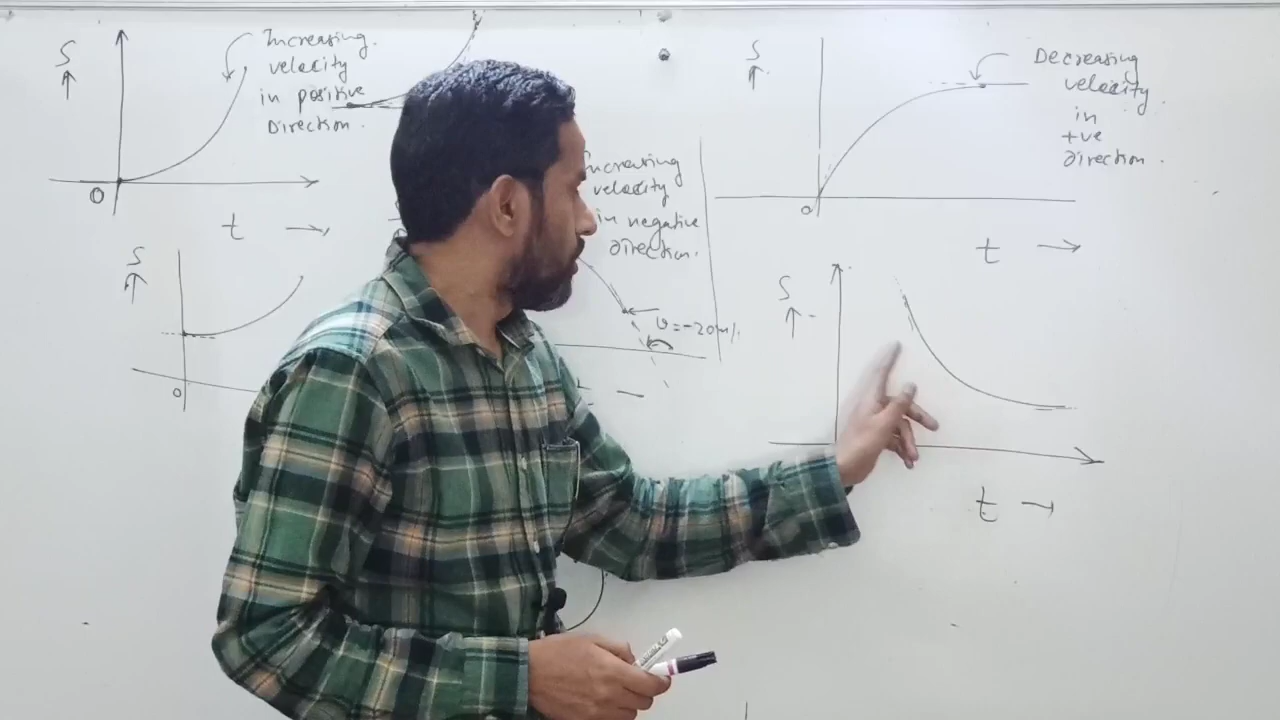 S
↑
Increasing
velocity
in positive
Direction.
O
t →
S
↑
O
Increasing
velocity
in negative
Direction.
v=-20m/
S
↑
Decreasing
velocity
in
+ve
direction.
O
t →
S
↑
t →